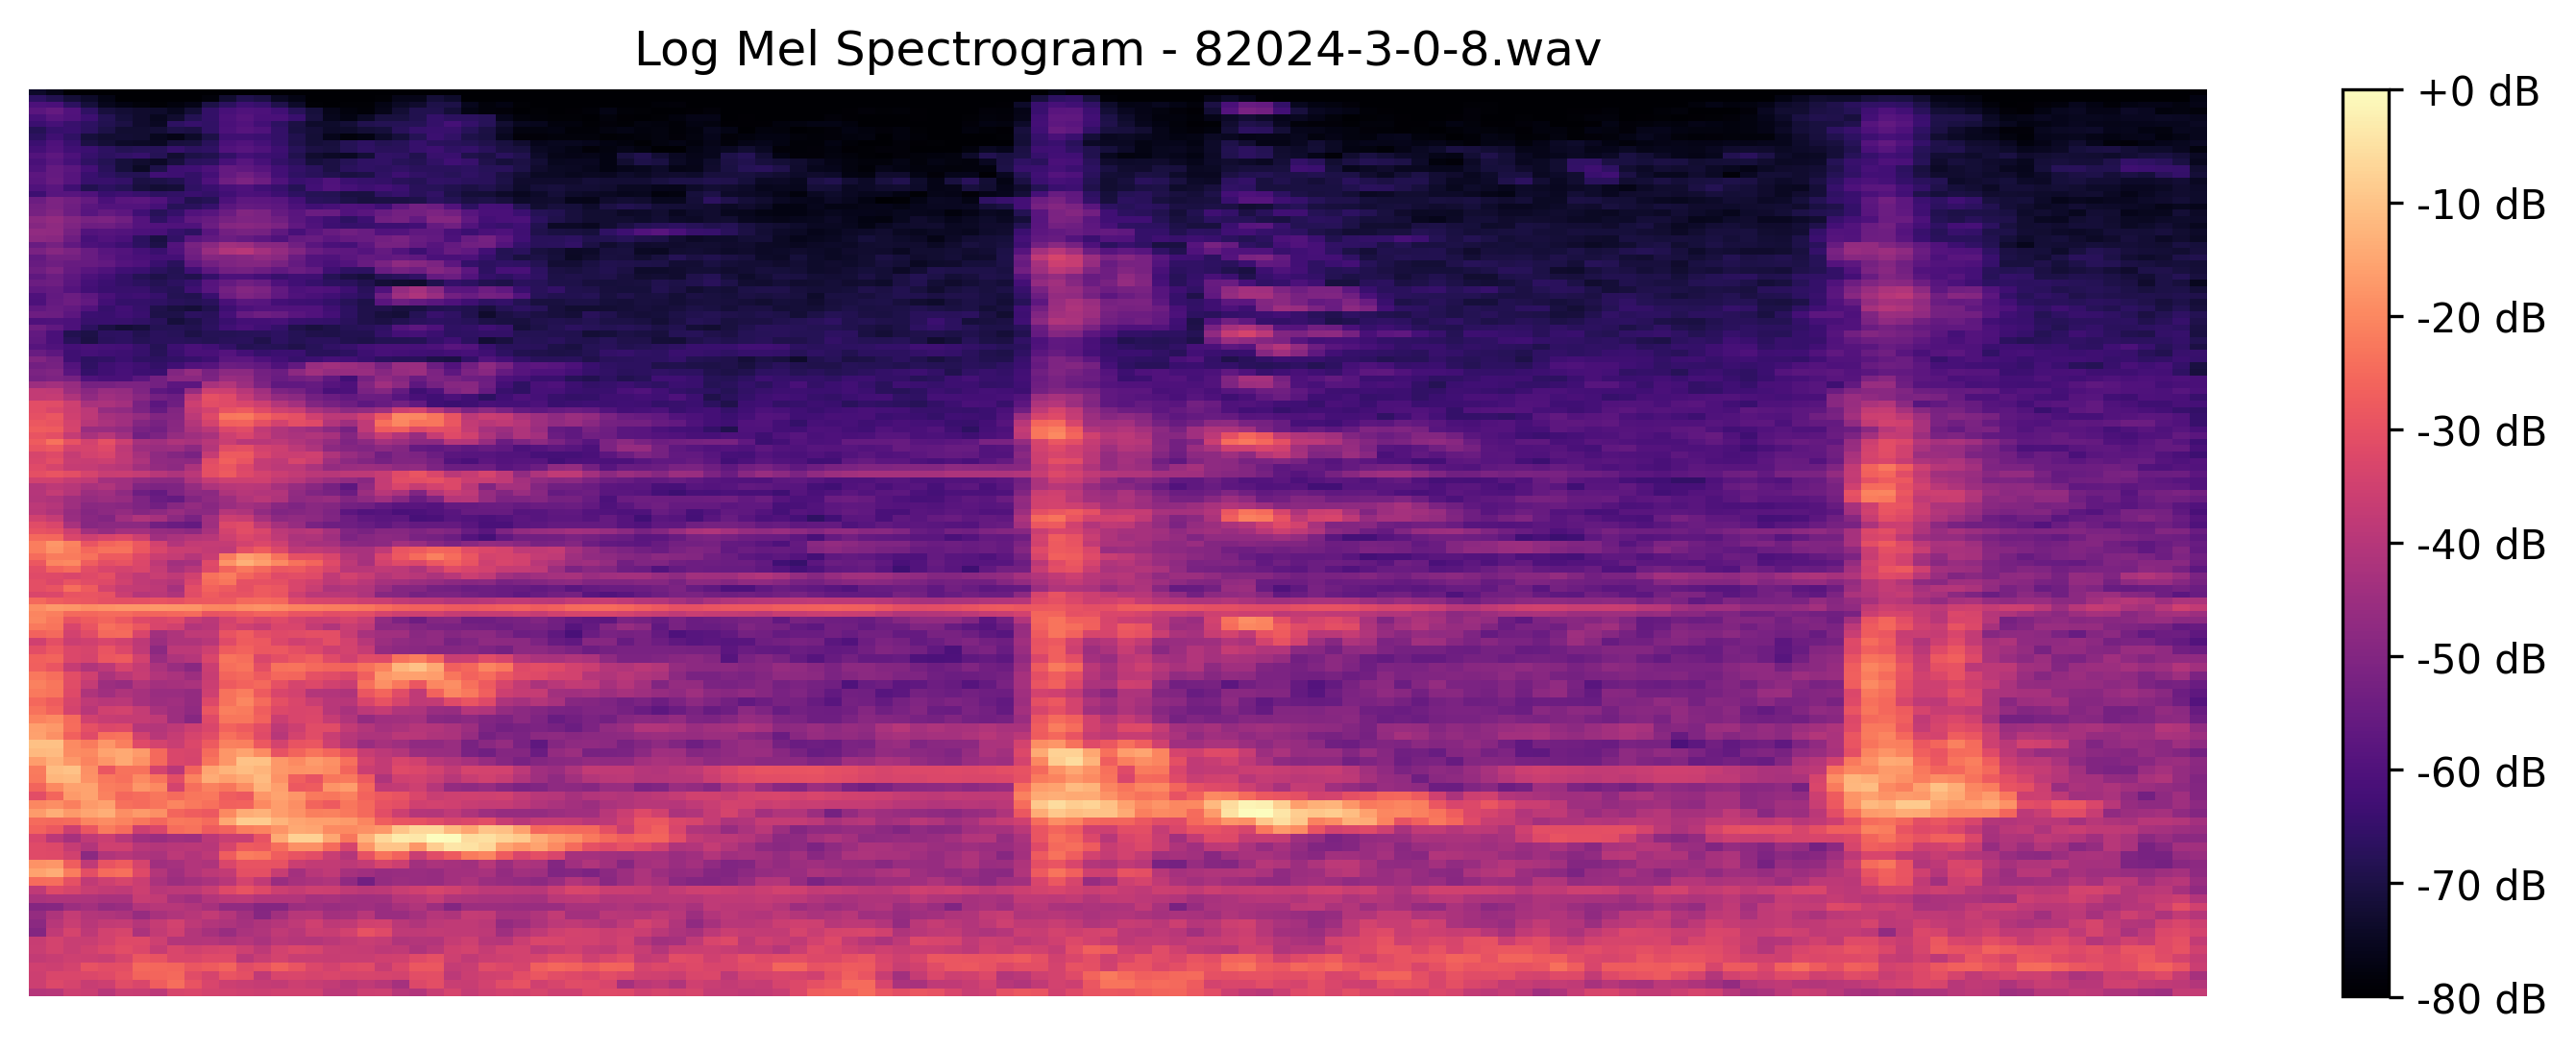 Log Mel Spectrogram - 82024-3-0-8.wav
+0 dB
-10 dB
-20 dB
-30 dB
-40 dB
-50 dB
-60 dB
-70 dB
-80 dB